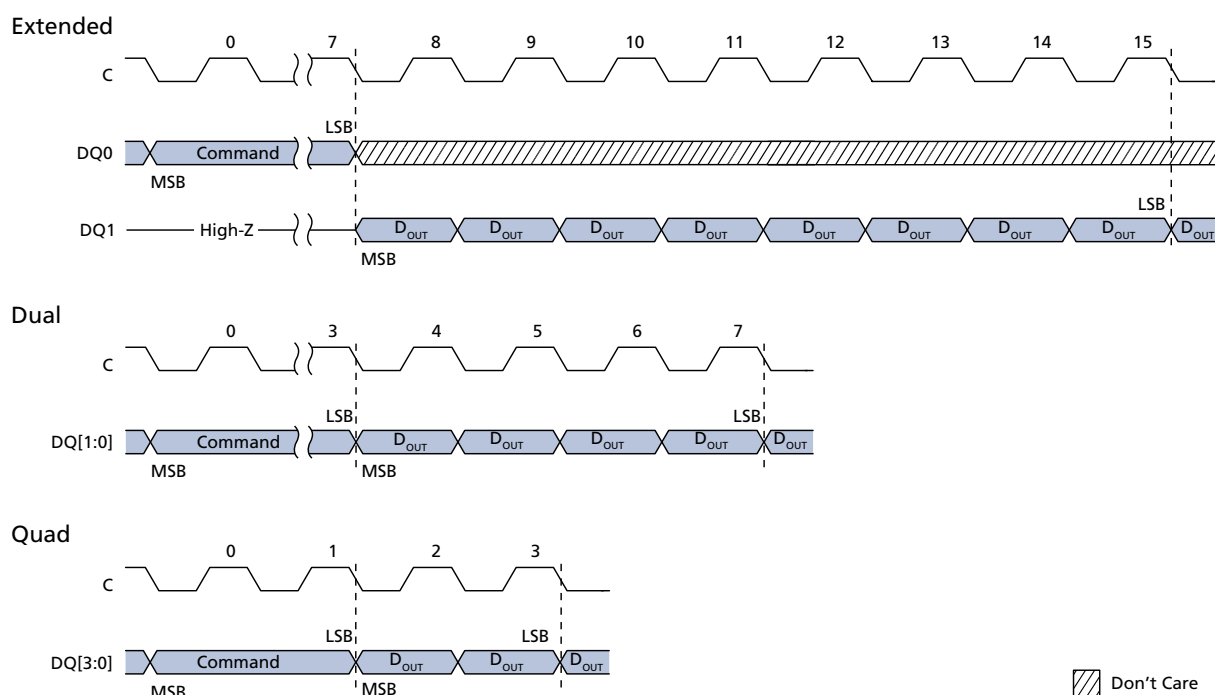 Extended
0 7 8 9 10 11 12 13 14 15
C
LSB
DQ0 Command
MSB
LSB
DQ1 High-Z DOUT DOUT DOUT DOUT DOUT DOUT DOUT DOUT DOUT
MSB
Dual
0 3 4 5 6 7
C
LSB LSB
DQ[1:0] Command DOUT DOUT DOUT DOUT DOUT
MSB MSB
Quad
0 1 2 3
C
LSB LSB
DQ[3:0] Command DOUT DOUT DOUT
MSB MSB
Don’t Care